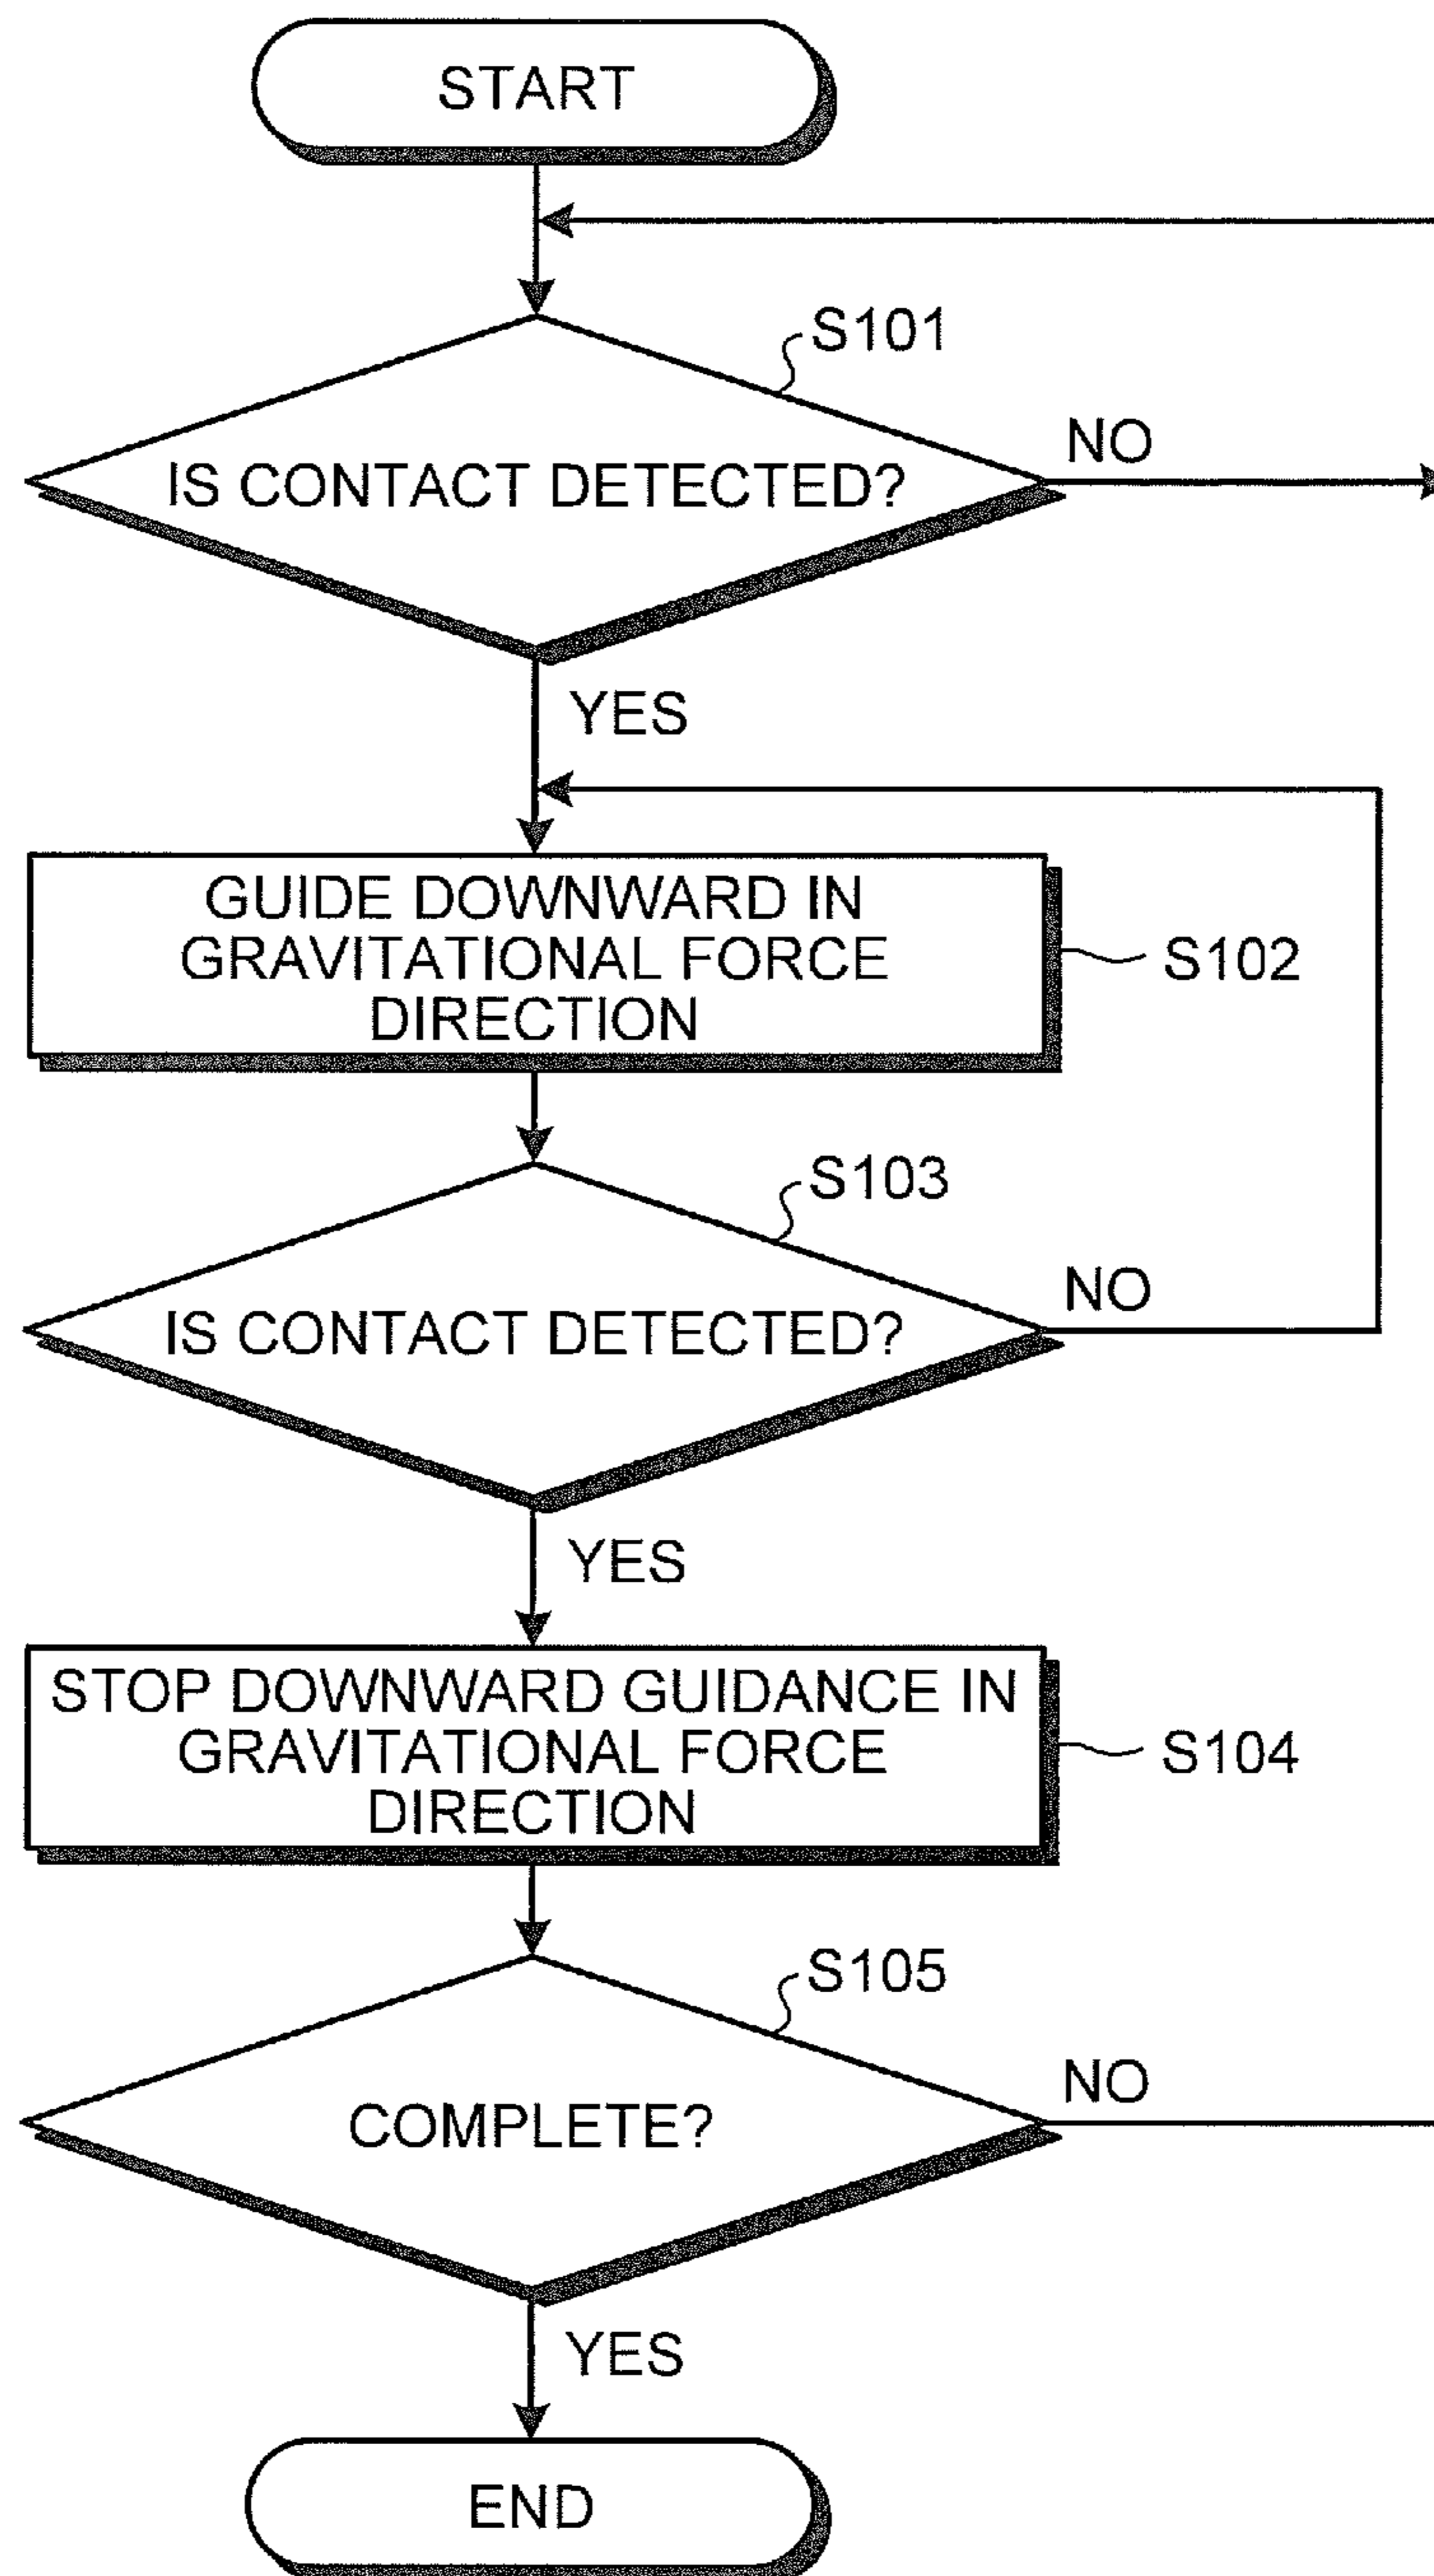 START
S101
IS CONTACT DETECTED?
NO
YES
GUIDE DOWNWARD IN
GRAVITATIONAL FORCE
DIRECTION
S102
S103
IS CONTACT DETECTED?
NO
YES
STOP DOWNWARD GUIDANCE IN
GRAVITATIONAL FORCE
DIRECTION
S104
S105
COMPLETE?
NO
YES
END